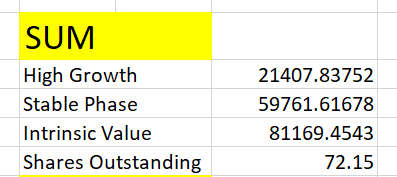 SUM
High Growth 21407.83752
Stable Phase 59761.61678
Intrinsic Value 81169.4543
Shares Outstanding 72.15